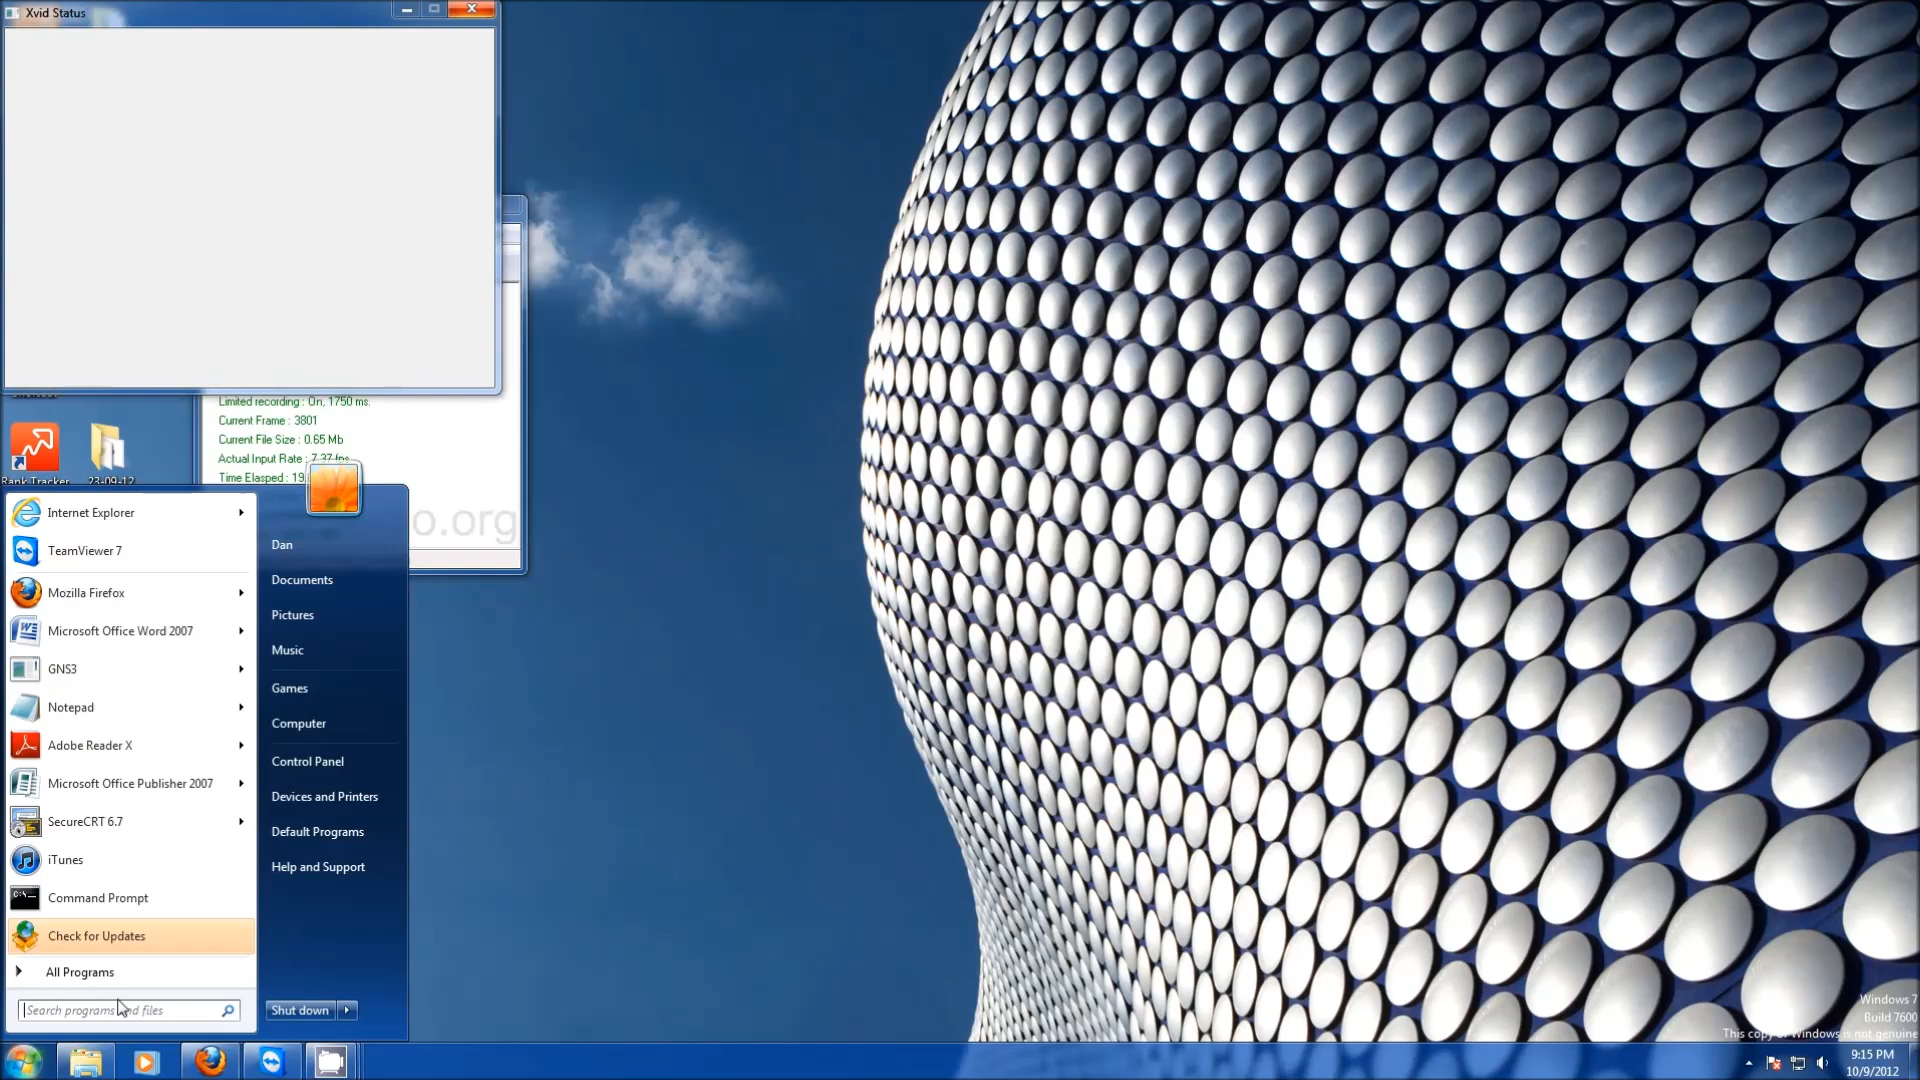 Xvid Status
Limited recording : On, 1750 ms.
Current Frame : 3801
Current File Size : 0.65 Mb
Actual Input Rate : 7.37 fps
Time Elasped : 19.
o.org
Rank Tracker
23-09-12
Internet Explorer
TeamViewer 7
Mozilla Firefox
Microsoft Office Word 2007
GNS3
Notepad
Adobe Reader X
Microsoft Office Publisher 2007
SecureCRT 6.7
iTunes
Command Prompt
Check for Updates
All Programs
Search programs and files
Dan
Documents
Pictures
Music
Games
Computer
Control Panel
Devices and Printers
Default Programs
Help and Support
Shut down
Windows 7
Build 7600
This copy of Windows is not genuine
9:15 PM
10/9/2012